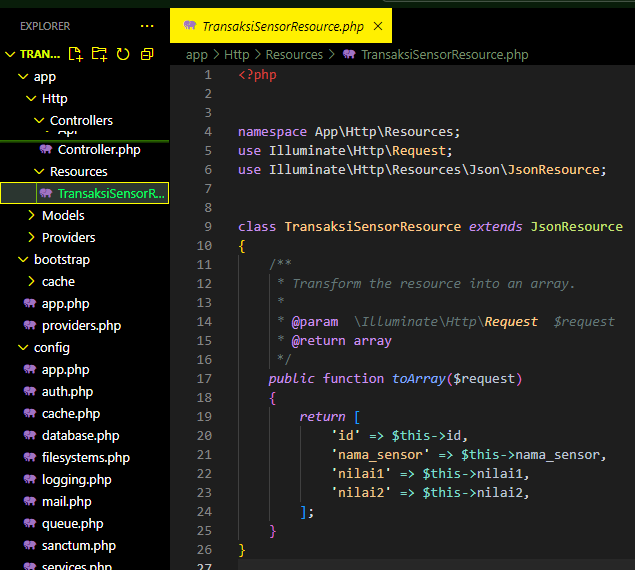 EXPLORER ...
TRAN...
app
Http
Controllers
Controller.php
Resources
TransaksiSensorR...
Models
Providers
bootstrap
cache
app.php
providers.php
config
app.php
auth.php
cache.php
database.php
filesystems.php
logging.php
mail.php
queue.php
sanctum.php
services.php
TransaksiSensorResource.php
app > Http > Resources > TransaksiSensorResource.php
1 <?php
2
3
4 namespace App\Http\Resources;
5 use Illuminate\Http\Request;
6 use Illuminate\Http\Resources\Json\JsonResource;
7
8
9 class TransaksiSensorResource extends JsonResource
10 {
11 /**
12 * Transform the resource into an array.
13 *
14 * @param  \Illuminate\Http\Request  $request
15 * @return array
16 */
17 public function toArray($request)
18 {
19 return [
20 'id' => $this->id,
21 'nama_sensor' => $this->nama_sensor,
22 'nilai1' => $this->nilai1,
23 'nilai2' => $this->nilai2,
24 ];
25 }
26 }
27